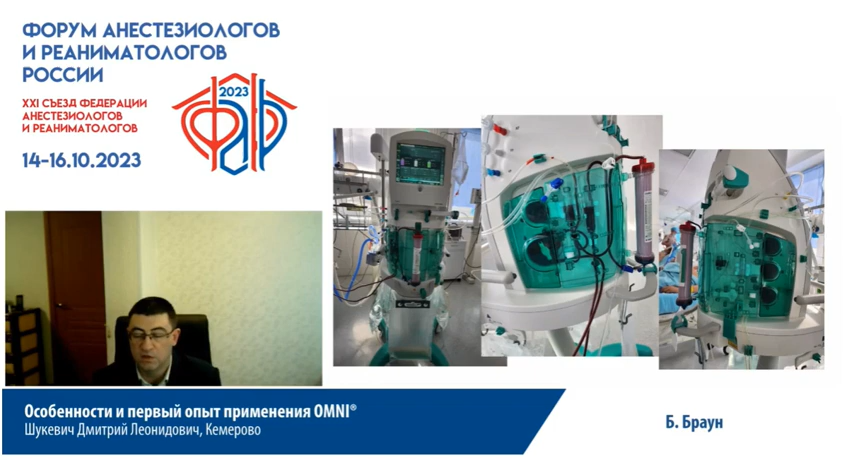 ФОРУМ АНЕСТЕЗИОЛОГОВ
И РЕАНИМАТОЛОГОВ
РОССИИ
XXI СЪЕЗД ФЕДЕРАЦИИ
АНЕСТЕЗИОЛОГОВ
И РЕАНИМАТОЛОГОВ
14-16.10.2023
2023
ФАР
Особенности и первый опыт применения OMNI®
Шукевич Дмитрий Леонидович, Кемерово
Б. Браун